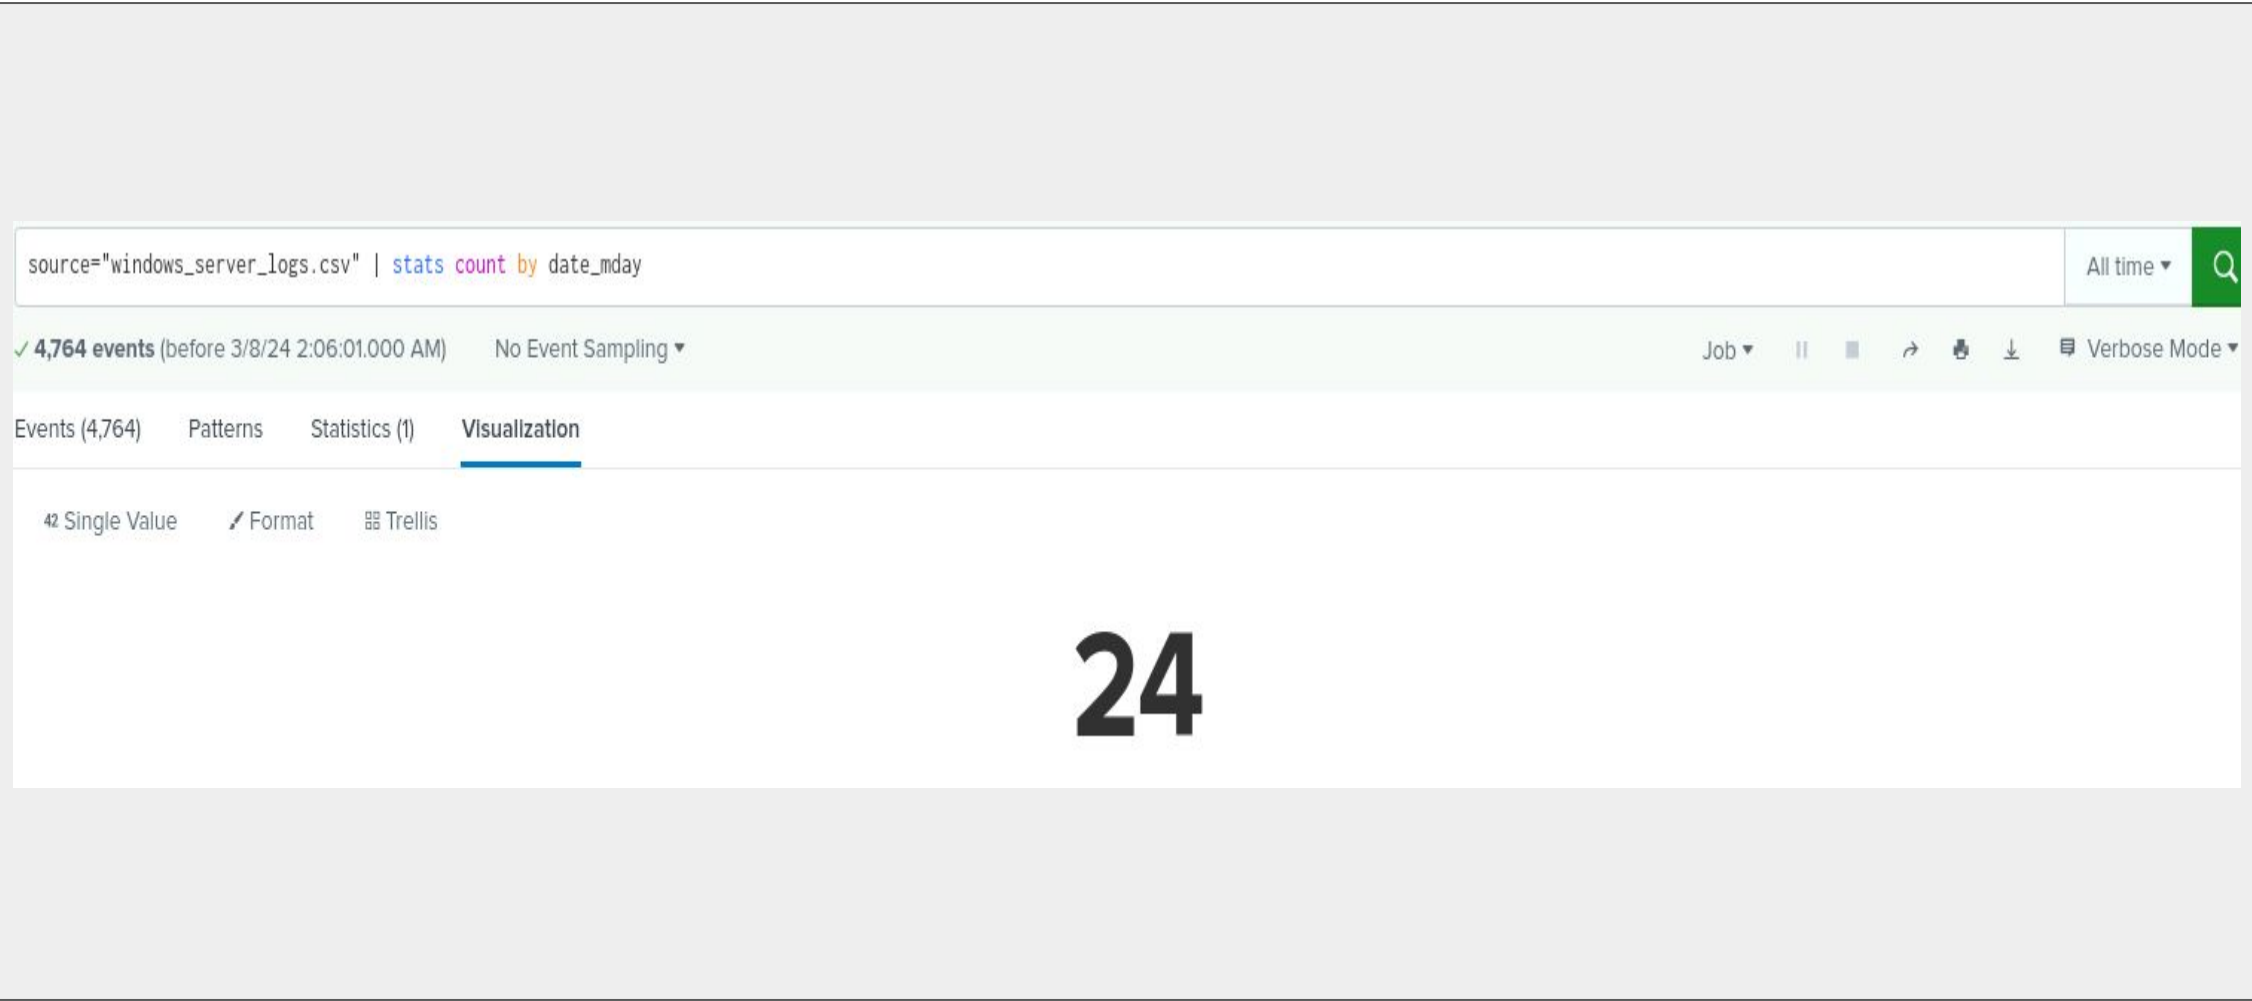 source="windows_server_logs.csv" | stats count by date_mday
All time
4,764 events (before 3/8/24 2:06:01.000 AM)
No Event Sampling
Job
Verbose Mode
Events (4,764)
Patterns
Statistics (1)
Visualization
42 Single Value
Format
Trellis
24